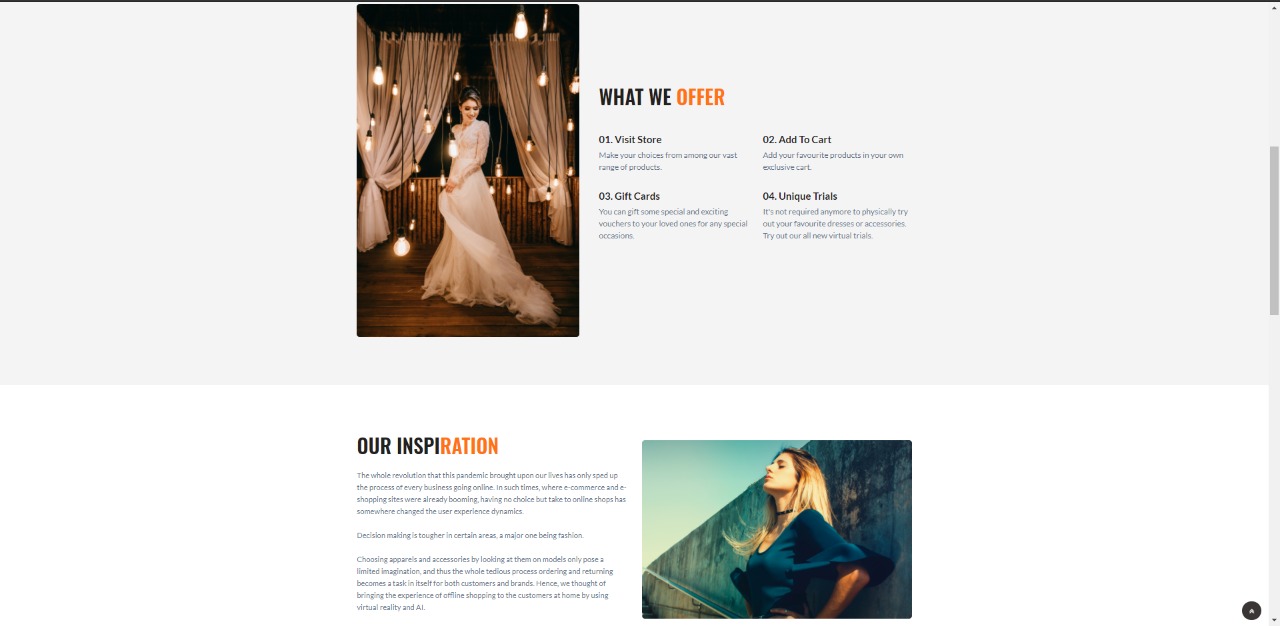 WHAT WE OFFER
01. Visit Store
Make your choices from among our vast
range of products.
02. Add To Cart
Add your favourite products in your own
exclusive cart.
03. Gift Cards
You can gift some special and exciting
vouchers to your loved ones for any special
occasions.
04. Unique Trials
It's not required anymore to physically try
out your favourite dresses or accessories.
Try out our all new virtual trials.
OUR INSPIRATION
The whole revolution that this pandemic brought upon our lives has only sped up
the process of every business going online. In such times, where e-commerce and e-
shopping sites were already booming, having no choice but take to online shops has
somewhere changed the user experience dynamics.
Decision making is tougher in certain areas, a major one being fashion.
Choosing apparels and accessories by looking at them on models only pose a
limited imagination, and thus the whole tedious process ordering and returning
becomes a task in itself for both customers and brands. Hence, we thought of
bringing the experience of offline shopping to the customers at home by using
virtual reality and AI.